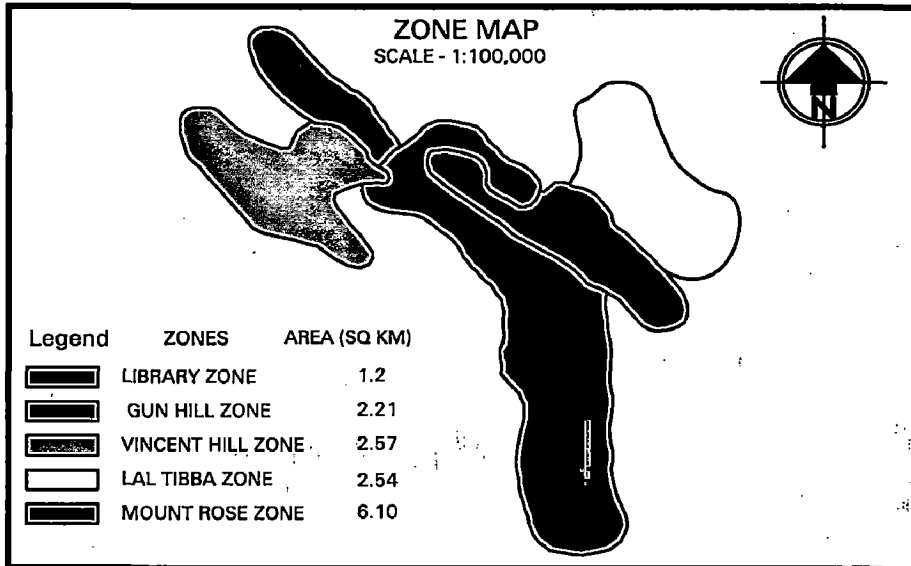 ZONE MAP
SCALE - 1:100,000
N
Legend ZONES AREA (SQ KM)
LIBRARY ZONE 1.2
GUN HILL ZONE 2.21
VINCENT HILL ZONE 2.57
LAL TIBBA ZONE 2.54
MOUNT ROSE ZONE 6.10